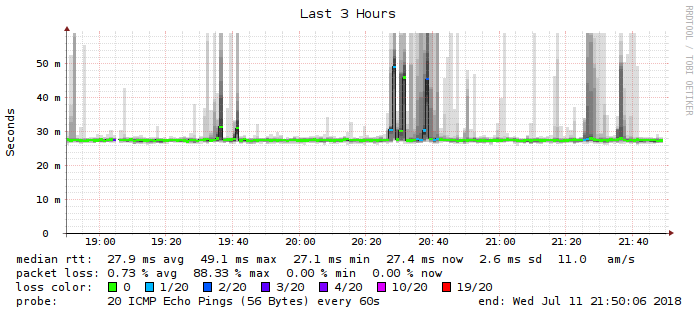 Last 3 Hours
RRDTOOL / TOBI OETIKER
Seconds
50 m
40 m
30 m
20 m
10 m
0
19:00 19:20 19:40 20:00 20:20 20:40 21:00 21:20 21:40
median rtt: 27.9 ms avg 49.1 ms max 27.1 ms min 27.4 ms now 2.6 ms sd 11.0 am/s
packet loss: 0.73 % avg 88.33 % max 0.00 % min 0.00 % now
loss color: 0 1/20 2/20 3/20 4/20 10/20 19/20
probe: 20 ICMP Echo Pings (56 Bytes) every 60s end: Wed Jul 11 21:50:06 2018